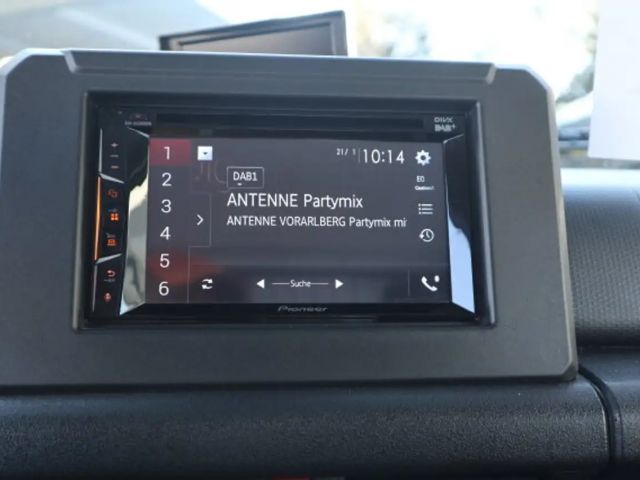 DIVX
DAB+
1
2
3
4
5
6
21/ 1 10:14
DAB1
EQ
ANTENNE Partymix
ANTENNE VORARLBERG Partymix mi
Suche
Pioneer